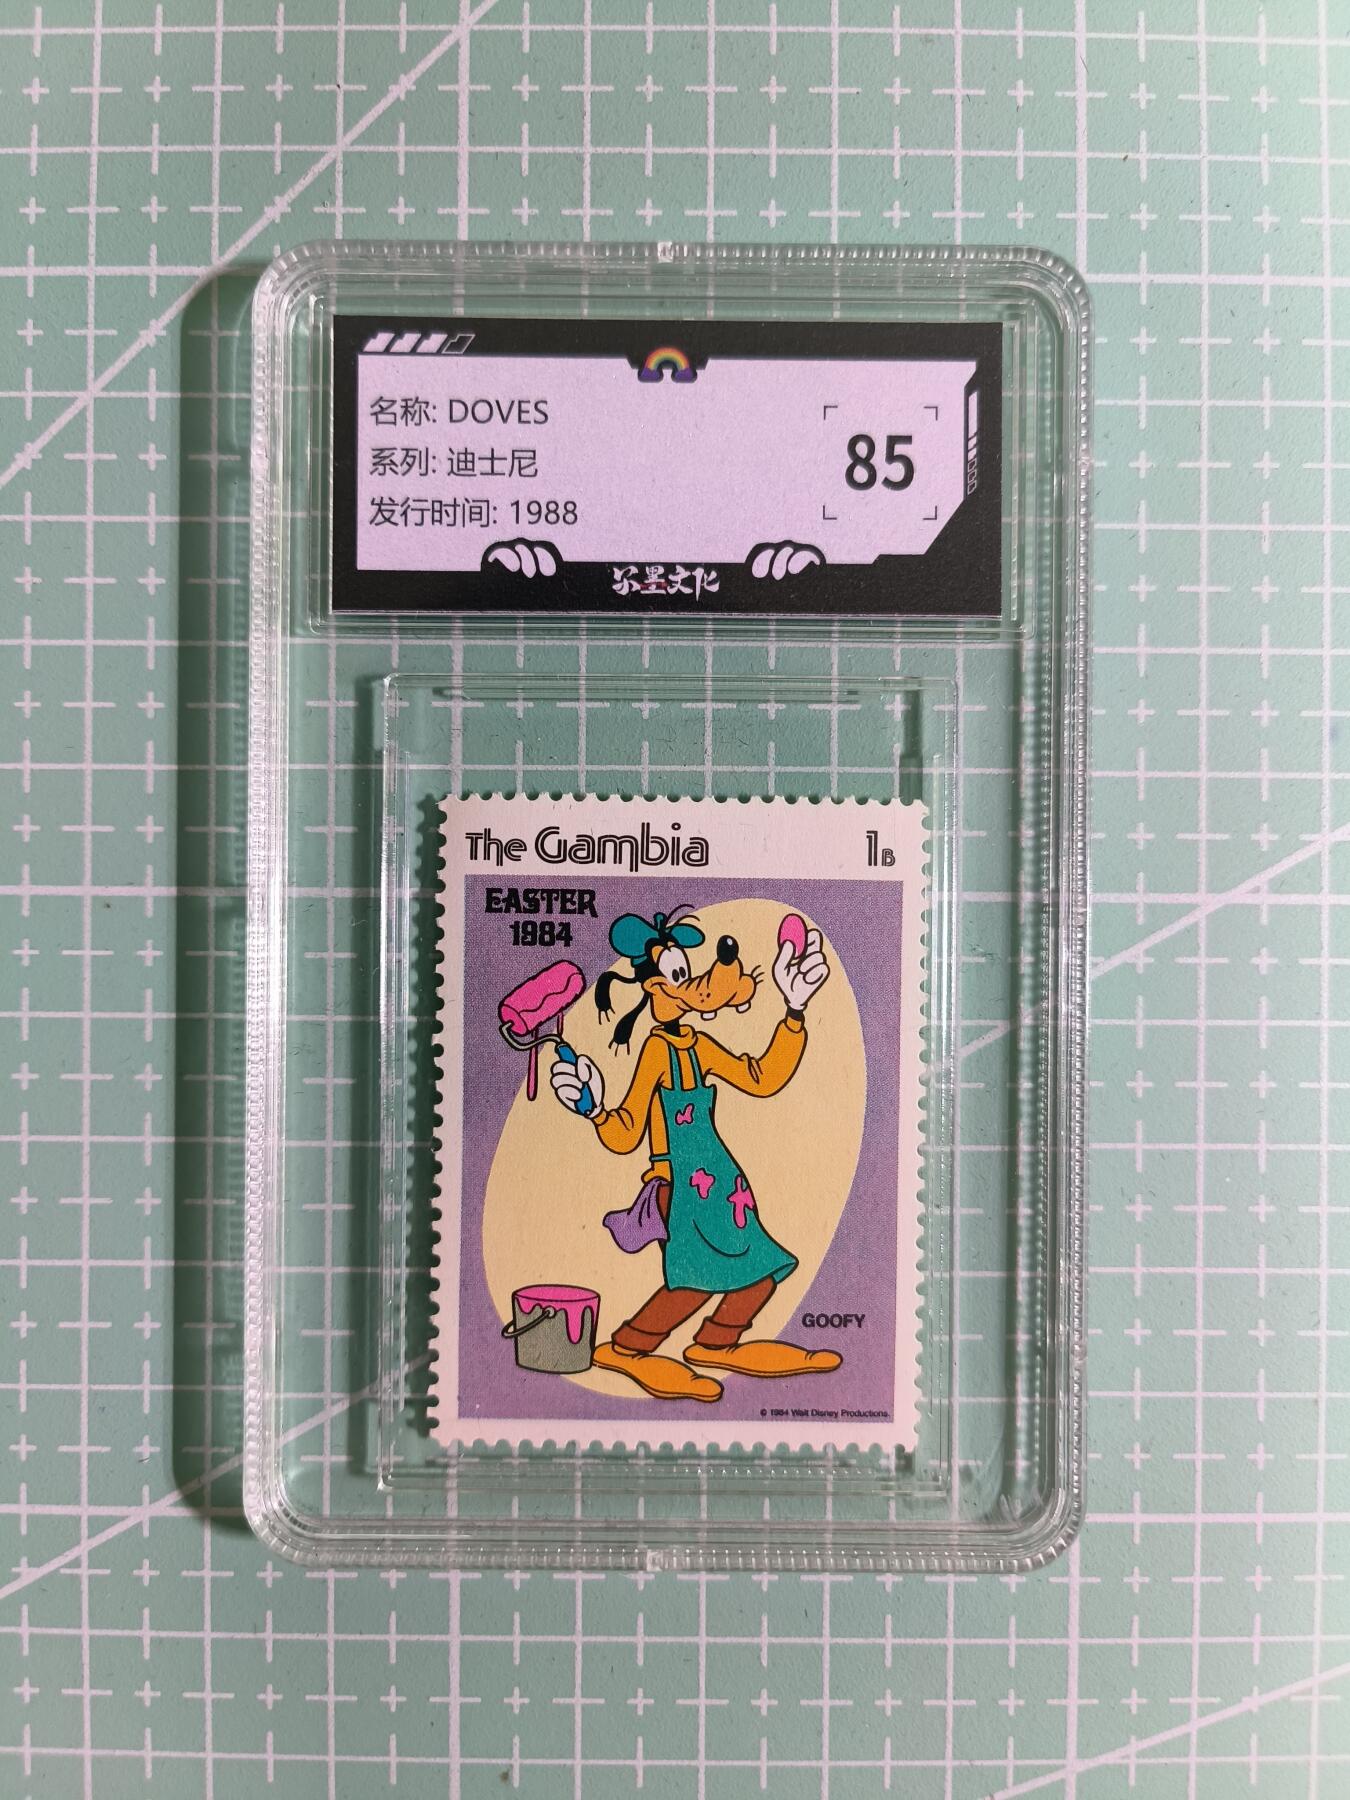 名称: DOVES
系列: 迪士尼
发行时间: 1988
85
尔墨文化
The Gambia
1B
EASTER
1984
GOOFY
© 1984 Walt Disney Productions.